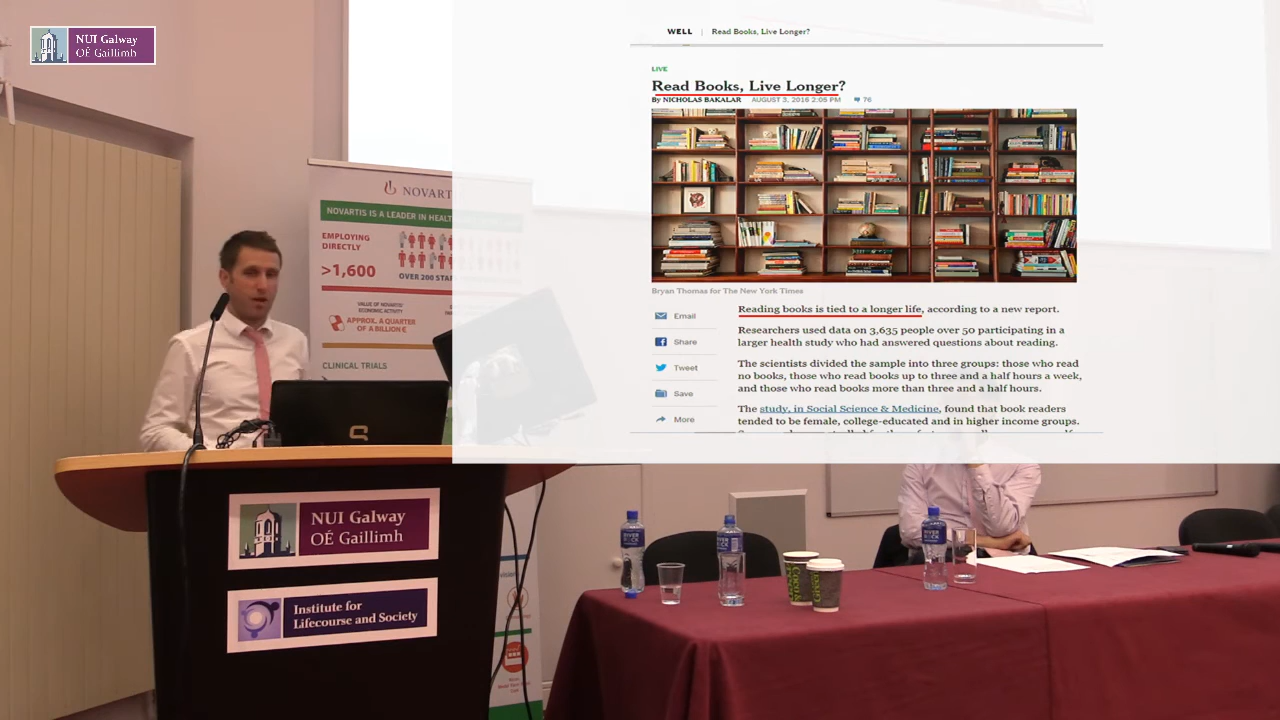 NUI Galway
OÉ Gaillimh
WELL | Read Books, Live Longer?
LIVE
Read Books, Live Longer?
By NICHOLAS BAKALAR AUGUST 3, 2016 2:05 PM 76
Bryan Thomas for The New York Times
Email
Share
Tweet
Save
More
Reading books is tied to a longer life, according to a new report.
Researchers used data on 3,635 people over 50 participating in a
larger health study who had answered questions about reading.
The scientists divided the sample into three groups: those who read
no books, those who read books up to three and a half hours a week,
and those who read books more than three and a half hours.
The study, in Social Science & Medicine, found that book readers
tended to be female, college-educated and in higher income groups.
NOVART
NOVARTIS IS A LEADER IN HEALT
EMPLOYING
DIRECTLY
>1,600
OVER 200 STA
VALUE OF NOVARTIS'
ECONOMIC ACTIVITY
APPROX. A QUARTER
OF A BILLION €
CLINICAL TRIALS
NUI Galway
OÉ Gaillimh
Institute for
Lifecourse and Society